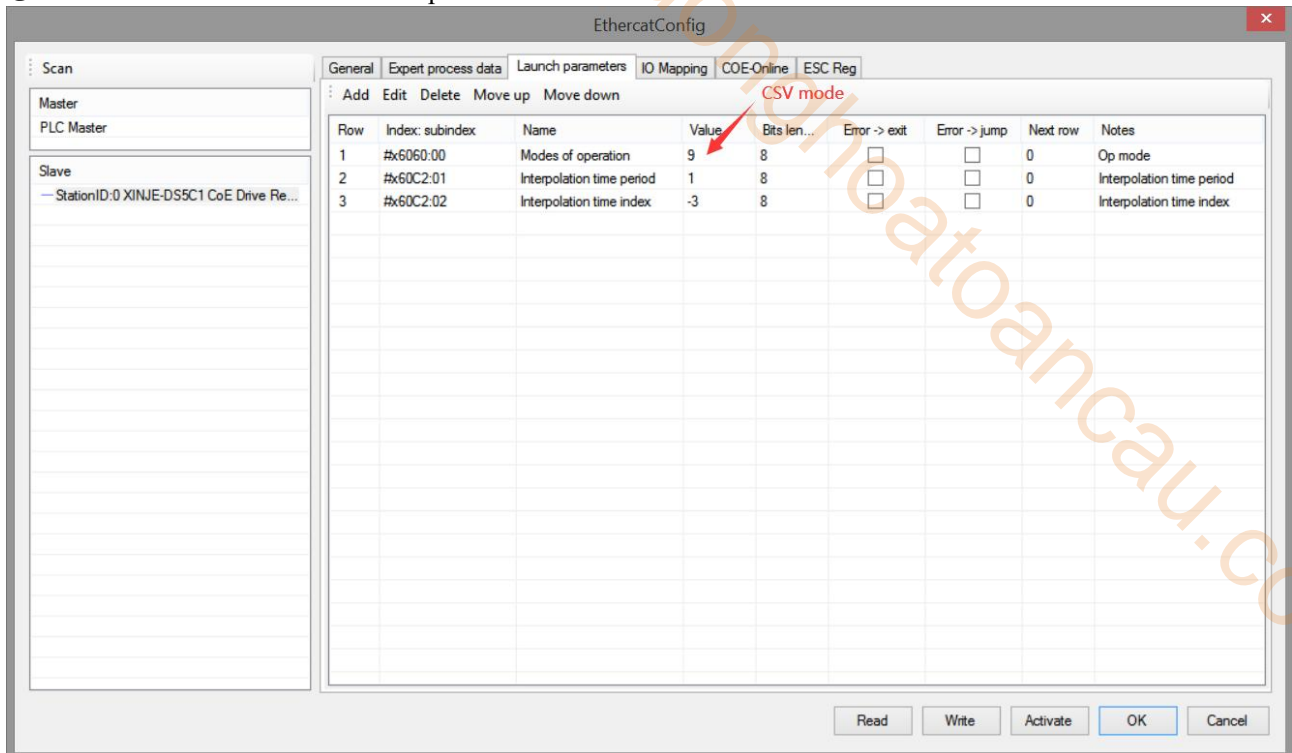 EthercatConfig
Scan
Master
PLC Master
Slave
StationID:0 XINJE-DS5C1 CoE Drive Re...
General Expert process data Launch parameters IO Mapping COE-Online ESC Reg
Add Edit Delete Move up Move down
CSV mode
Row Index: subindex Name Value Bits len... Error -> exit Error -> jump Next row Notes
1 #x6060:00 Modes of operation 9 8 0 Op mode
2 #x60C2:01 Interpolation time period 1 8 0 Interpolation time period
3 #x60C2:02 Interpolation time index -3 8 0 Interpolation time index
Read Write Activate OK Cancel